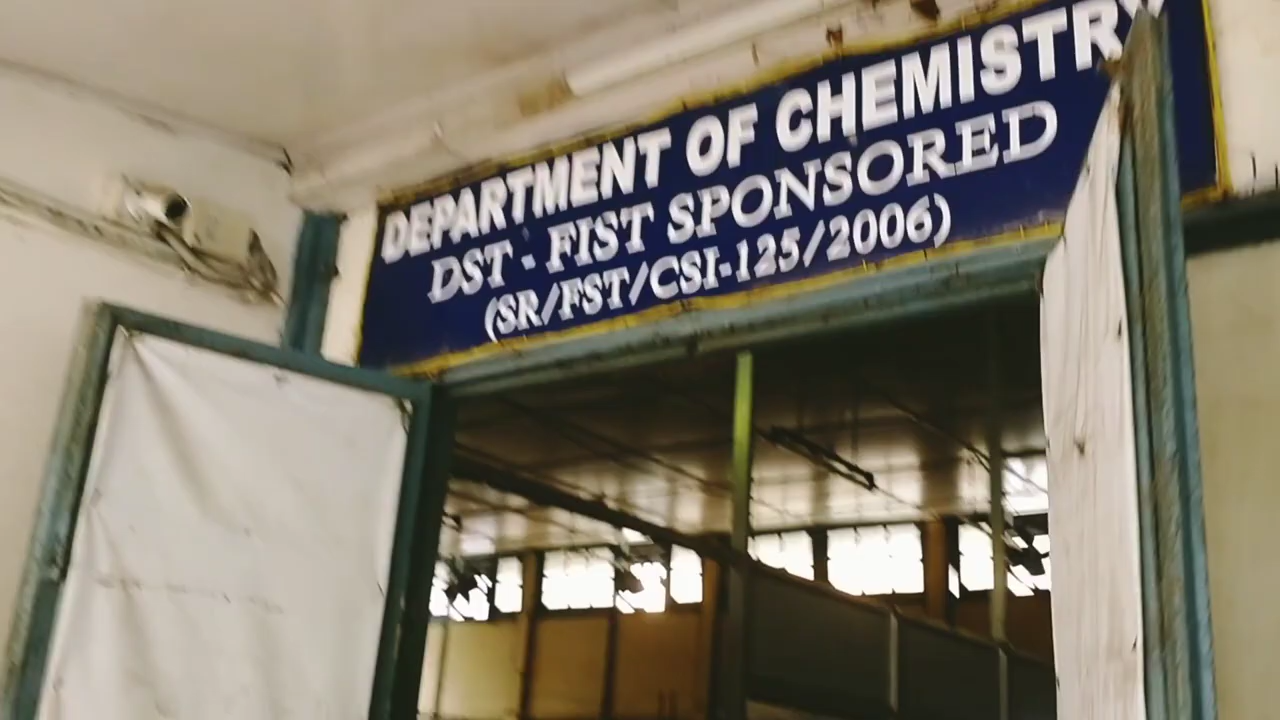 DEPARTMENT OF CHEMISTRY
DST - FIST SPONSORED
(SR/FST/CSI-125/2006)